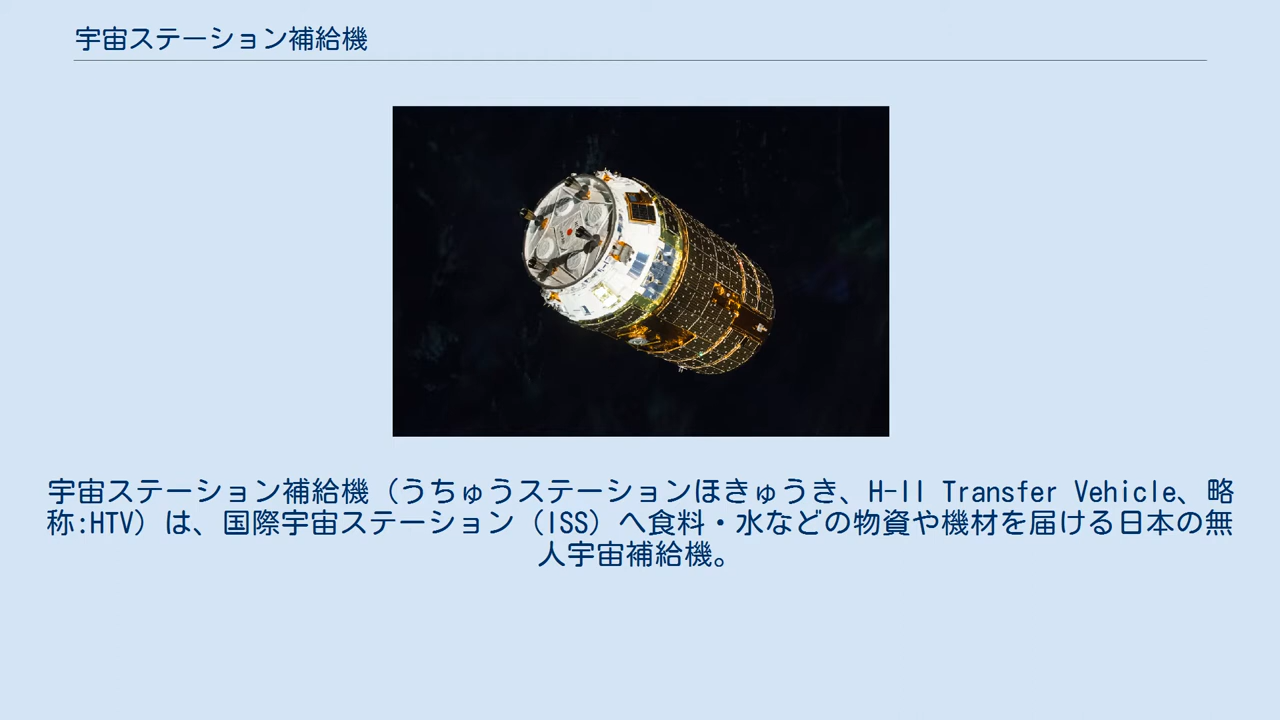 宇宙ステーション補給機
宇宙ステーション補給機（うちゅうステーションほきゅうき、H-II Transfer Vehicle、略
称:HTV）は、国際宇宙ステーション（ISS）へ食料・水などの物資や機材を届ける日本の無
人宇宙補給機。